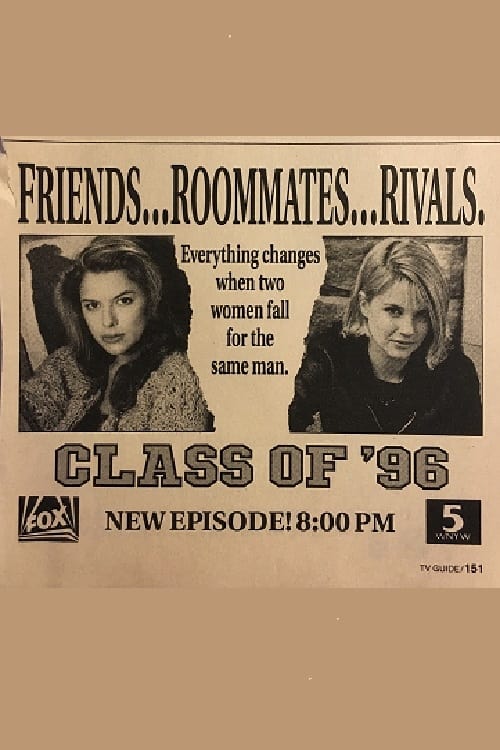 FRIENDS...ROOMMATES...RIVALS.
Everything changes
when two
women fall
for the
same man.
CLASS OF '96
FOX
NEW EPISODE! 8:00 PM
5
WNYW
TV GUIDE/151